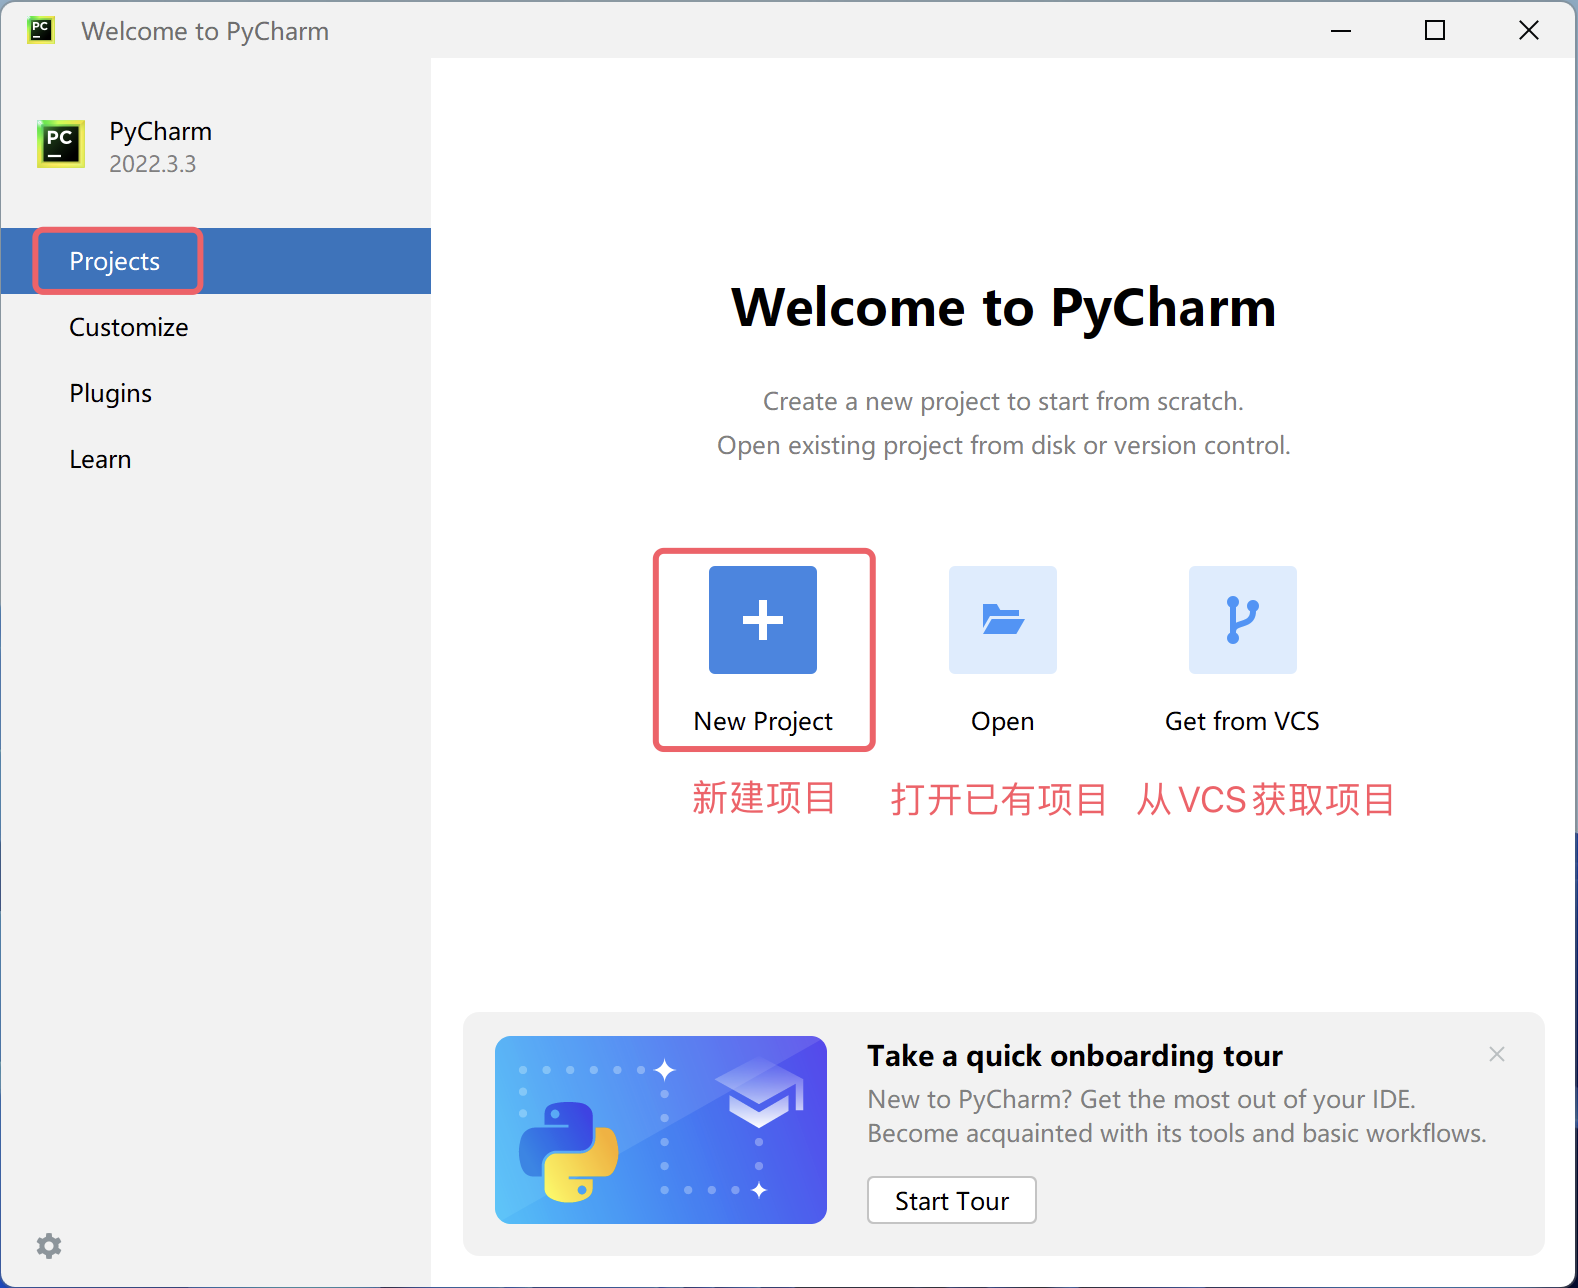 PC
Welcome to PyCharm
PC
PyCharm
2022.3.3
Projects
Customize
Plugins
Learn
Welcome to PyCharm
Create a new project to start from scratch.
Open existing project from disk or version control.
New Project
Open
Get from VCS
新建项目
打开已有项目
从 VCS 获取项目
Take a quick onboarding tour
New to PyCharm? Get the most out of your IDE.
Become acquainted with its tools and basic workflows.
Start Tour